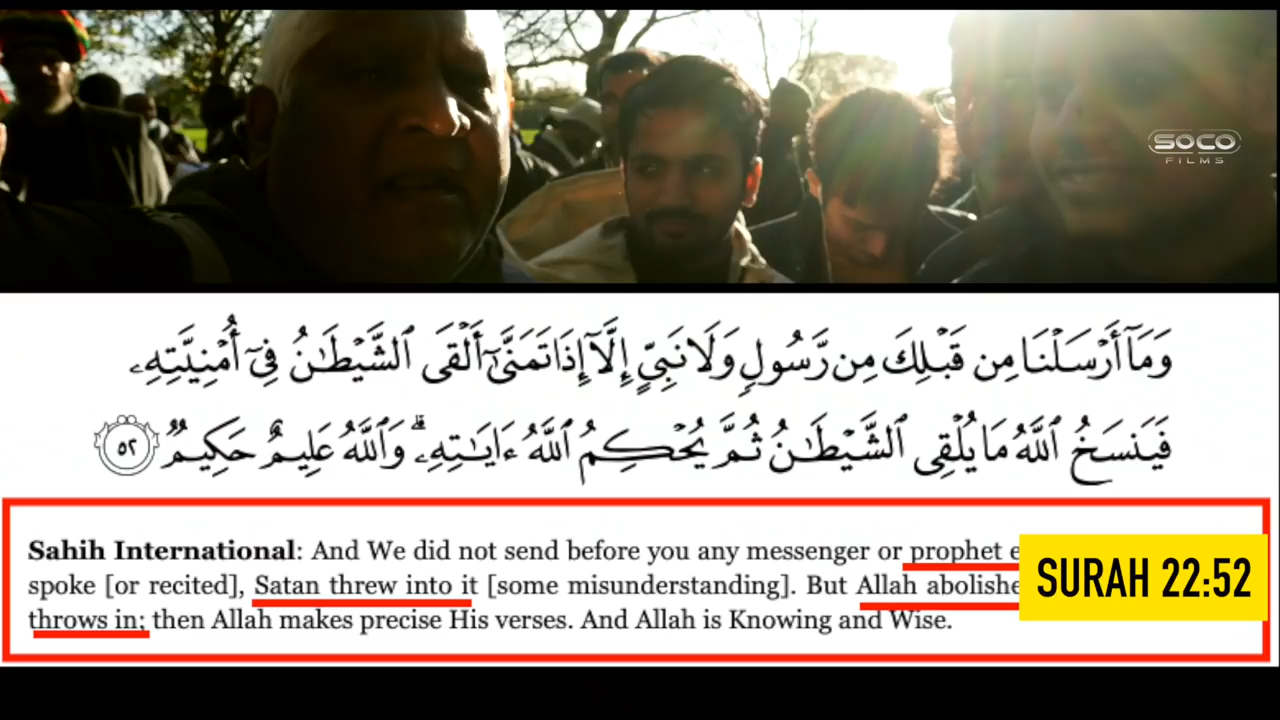 SOCO
FILMS
وَمَآ أَرْسَلْنَا مِن قَبْلِكَ مِن رَّسُولٍ وَلَا نَبِىٍّ إِلَّآ إِذَا تَمَنَّىٰٓ أَلْقَى ٱلشَّيْطَـٰنُ فِىٓ أُمْنِيَّتِهِۦ
فَيَنسَخُ ٱللَّهُ مَا يُلْقِى ٱلشَّيْطَـٰنُ ثُمَّ يُحْكِمُ ٱللَّهُ ءَايَـٰتِهِۦ ۗ وَٱللَّهُ عَلِيمٌ حَكِيمٌ ٥٢
Sahih International: And We did not send before you any messenger or prophet
spoke [or recited], Satan threw into it [some misunderstanding]. But Allah
throws in; then Allah makes precise His verses. And Allah is Knowing and Wise.
SURAH 22:52